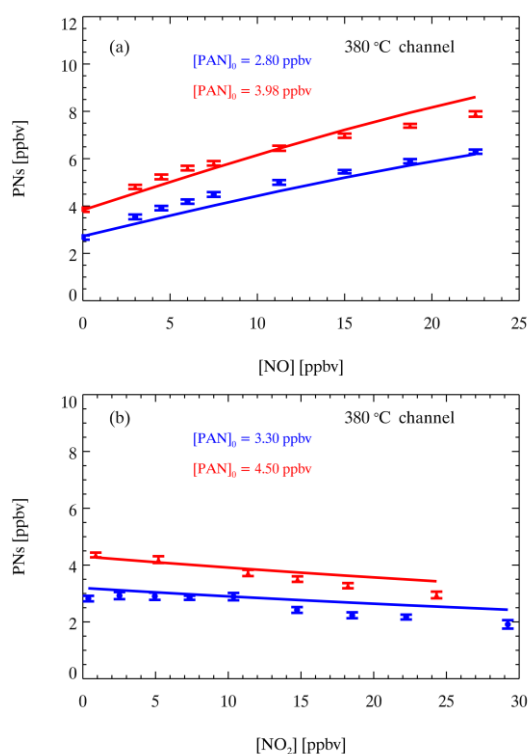 (a) 380 °C channel
[PAN]₀ = 2.80 ppbv
[PAN]₀ = 3.98 ppbv
12
10
8
6
4
2
0
PNs [ppbv]
0 5 10 15 20 25
[NO] [ppbv]
(b) 380 °C channel
[PAN]₀ = 3.30 ppbv
[PAN]₀ = 4.50 ppbv
10
8
6
4
2
0
PNs [ppbv]
0 5 10 15 20 25 30
[NO₂] [ppbv]